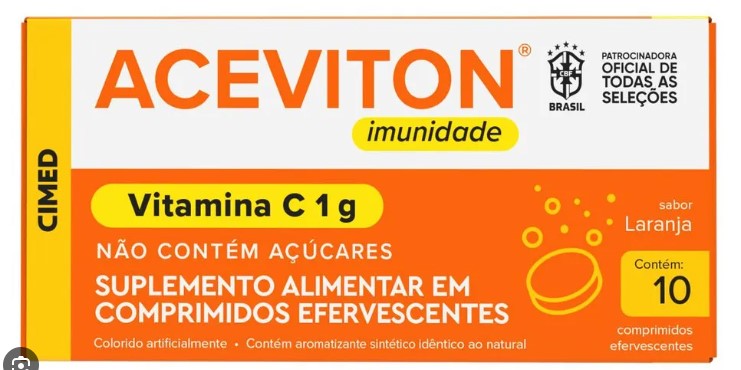 CIMED
ACEVITON®
imunidade
CBF
BRASIL
PATROCINADORA
OFICIAL DE
TODAS AS
SELEÇÕES
Vitamina C 1 g
NÃO CONTÉM AÇÚCARES
SUPLEMENTO ALIMENTAR EM
COMPRIMIDOS EFERVESCENTES
Colorido artificialmente • Contém aromatizante sintético idêntico ao natural
sabor
Laranja
Contém:
10
comprimidos
efervescentes